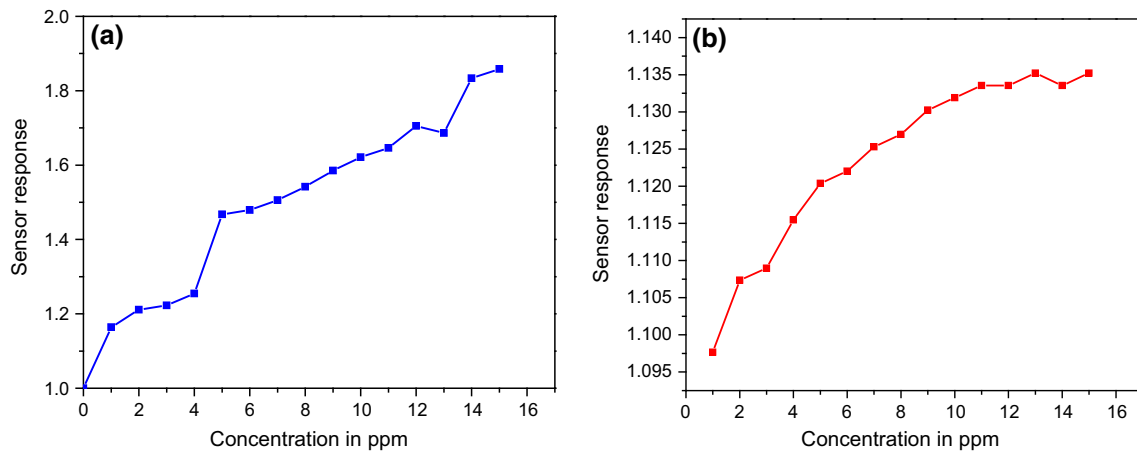 (a)
2.0
1.8
1.6
1.4
1.2
1.0
Sensor response
0 2 4 6 8 10 12 14 16
Concentration in ppm
(b)
1.140
1.135
1.130
1.125
1.120
1.115
1.110
1.105
1.100
1.095
Sensor response
0 2 4 6 8 10 12 14 16
Concentration in ppm